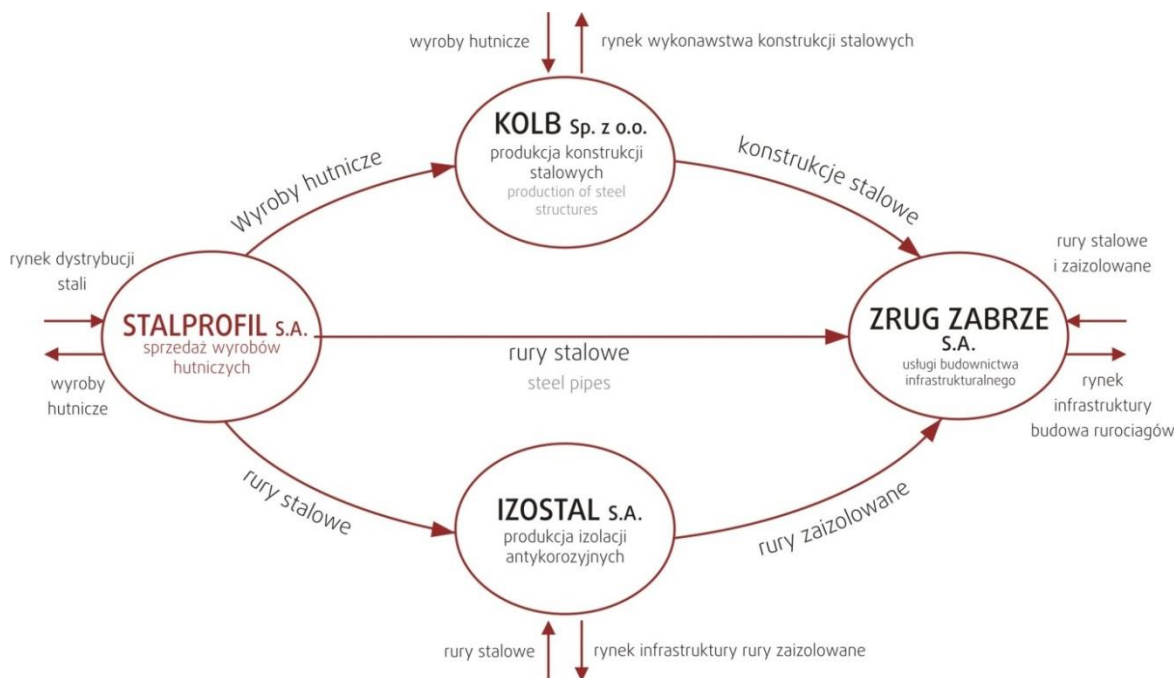 wyroby hutnicze
rynek wykonawstwa konstrukcji stalowych
KOLB Sp. z o.o.
produkcja konstrukcji
stalowych
production of steel
structures
Wyroby hutnicze
konstrukcje stalowe
rynek dystrybucji
stali
STALPROFIL S.A.
sprzedaż wyrobów
hutniczych
wyroby
hutnicze
rury stalowe
steel pipes
ZRUG ZABRZE
S.A.
usługi budownictwa
infrastrukturalnego
rury stalowe
i zaizolowane
rynek
infrastruktury
budowa rurociagów
rury stalowe
IZOSTAL S.A.
produkcja izolacji
antykorozyjnych
rury zaizolowane
rury stalowe
rynek infrastruktury rury zaizolowane